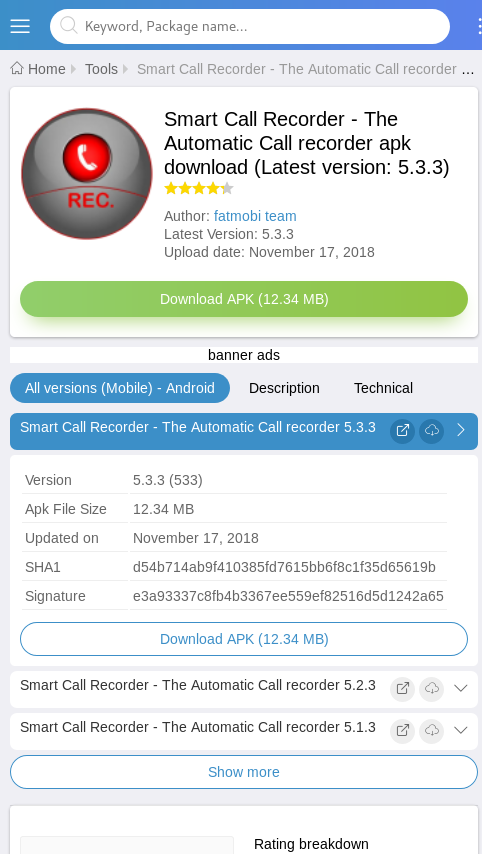 Keyword, Package name...
Home
Tools
Smart Call Recorder - The Automatic Call recorder ...
REC.
Smart Call Recorder - The
Automatic Call recorder apk
download (Latest version: 5.3.3)
Author: fatmobi team
Latest Version: 5.3.3
Upload date: November 17, 2018
Download APK (12.34 MB)
banner ads
All versions (Mobile) - Android
Description
Technical
Smart Call Recorder - The Automatic Call recorder 5.3.3
Version 5.3.3 (533)
Apk File Size 12.34 MB
Updated on November 17, 2018
SHA1 d54b714ab9f410385fd7615bb6f8c1f35d65619b
Signature e3a93337c8fb4b3367ee559ef82516d5d1242a65
Download APK (12.34 MB)
Smart Call Recorder - The Automatic Call recorder 5.2.3
Smart Call Recorder - The Automatic Call recorder 5.1.3
Show more
Rating breakdown